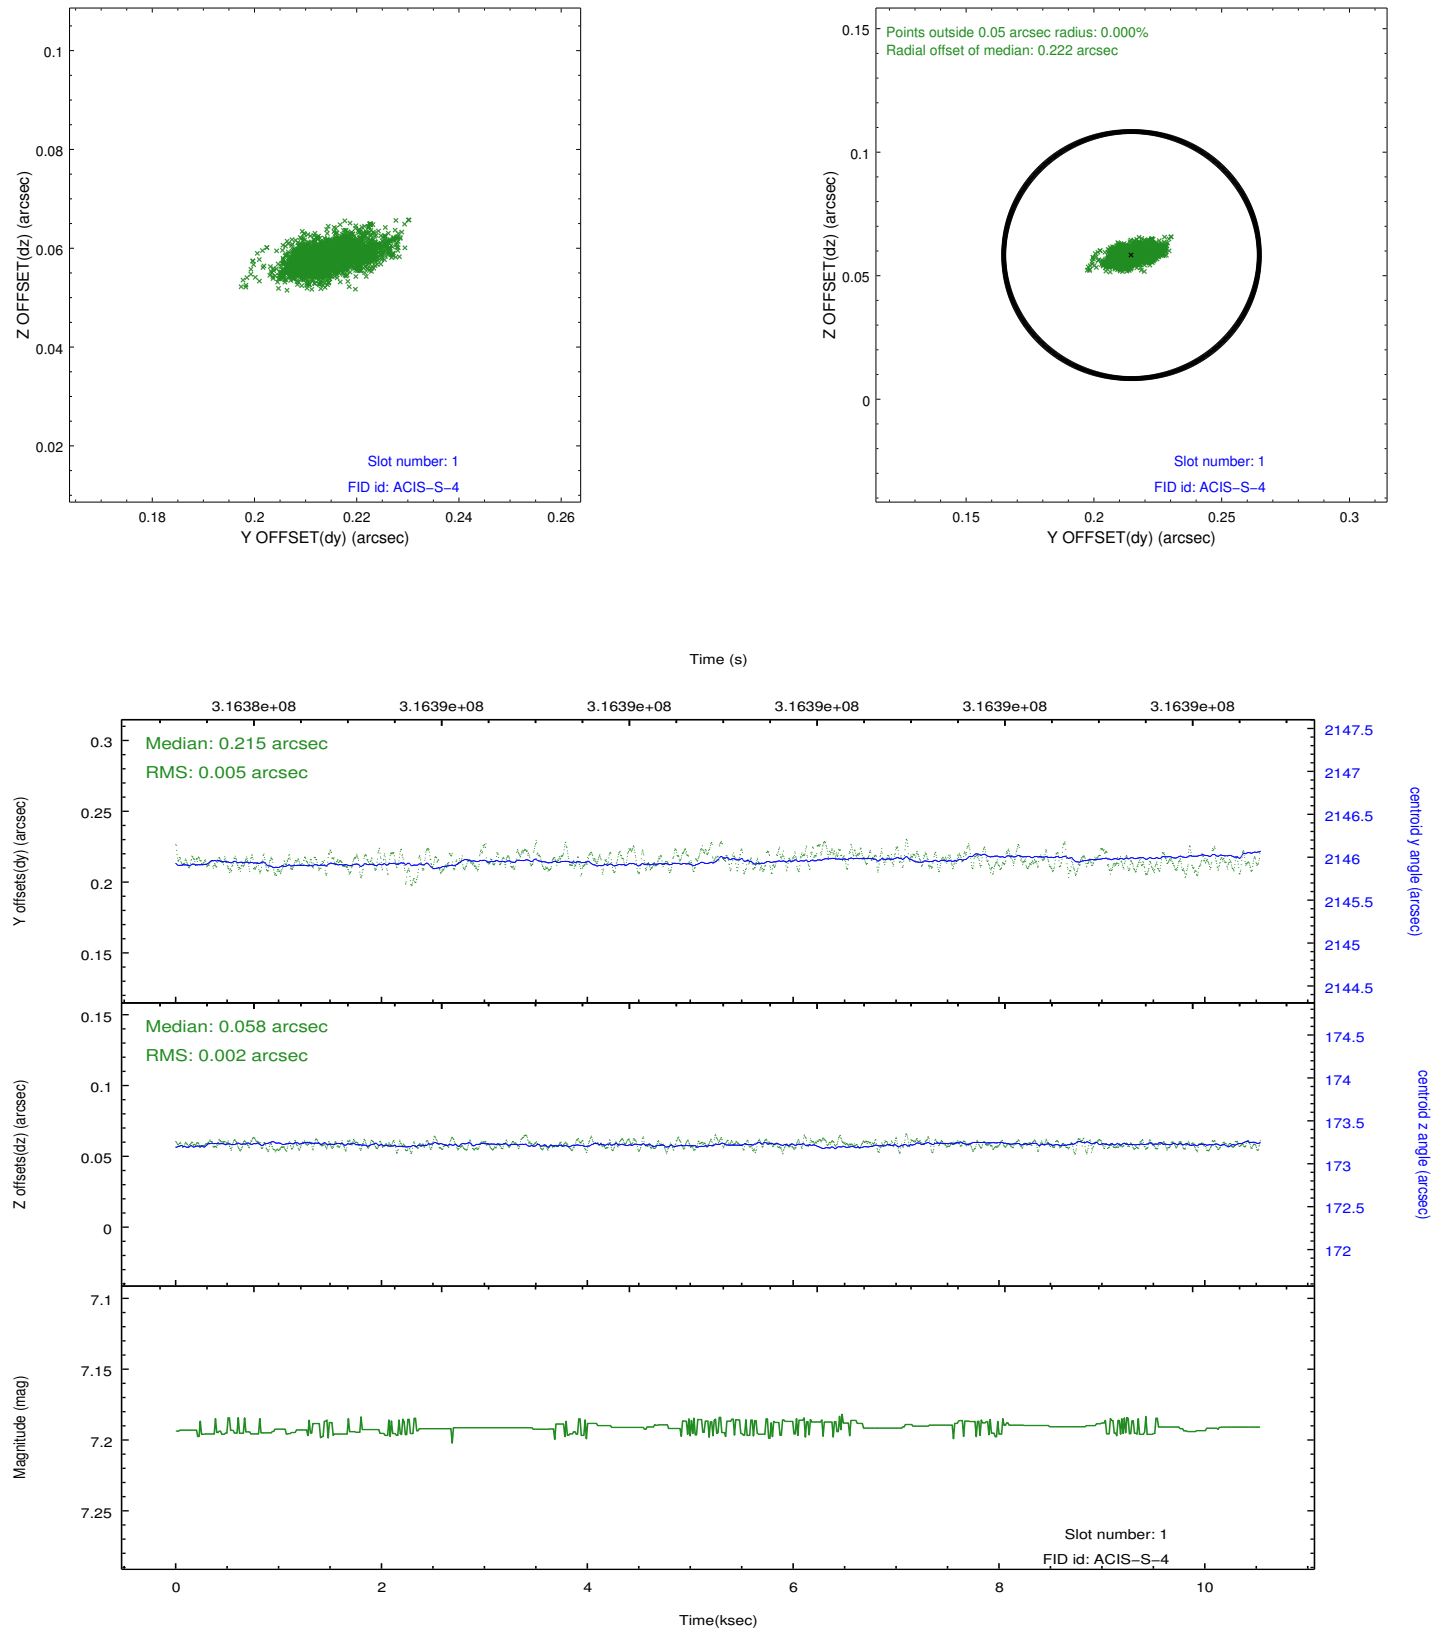 0.1
0.08
0.06
0.04
0.02
Z OFFSET(dz) (arcsec)
Slot number: 1
FID id: ACIS-S-4
0.18 0.2 0.22 0.24 0.26
Y OFFSET(dy) (arcsec)
Points outside 0.05 arcsec radius: 0.000%
Radial offset of median: 0.222 arcsec
0.15
0.1
0.05
0
Z OFFSET(dz) (arcsec)
Slot number: 1
FID id: ACIS-S-4
0.15 0.2 0.25 0.3
Y OFFSET(dy) (arcsec)
Time (s)
3.1638e+08 3.1639e+08 3.1639e+08 3.1639e+08 3.1639e+08 3.1639e+08
Median: 0.215 arcsec
RMS: 0.005 arcsec
0.3
0.25
0.2
0.15
Y offsets(dy) (arcsec)
2147.5
2147
2146.5
2146
2145.5
2145
2144.5
centroid y angle (arcsec)
Median: 0.058 arcsec
RMS: 0.002 arcsec
0.15
0.1
0.05
0
Z offsets(dz) (arcsec)
174.5
174
173.5
173
172.5
172
centroid z angle (arcsec)
7.1
7.15
7.2
7.25
Magnitude (mag)
Slot number: 1
FID id: ACIS-S-4
0 2 4 6 8 10
Time(ksec)